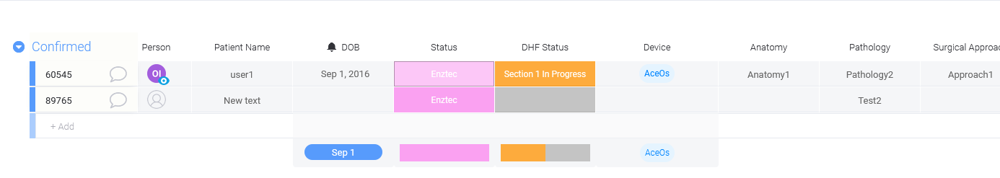 Confirmed Person Patient Name DOB Status DHF Status Device Anatomy Pathology Surgical Approac
60545 OI user1 Sep 1, 2016 Enztec Section 1 In Progress AceOs Anatomy1 Pathology2 Approach1
89765 New text Enztec Test2
+ Add
Sep 1 AceOs